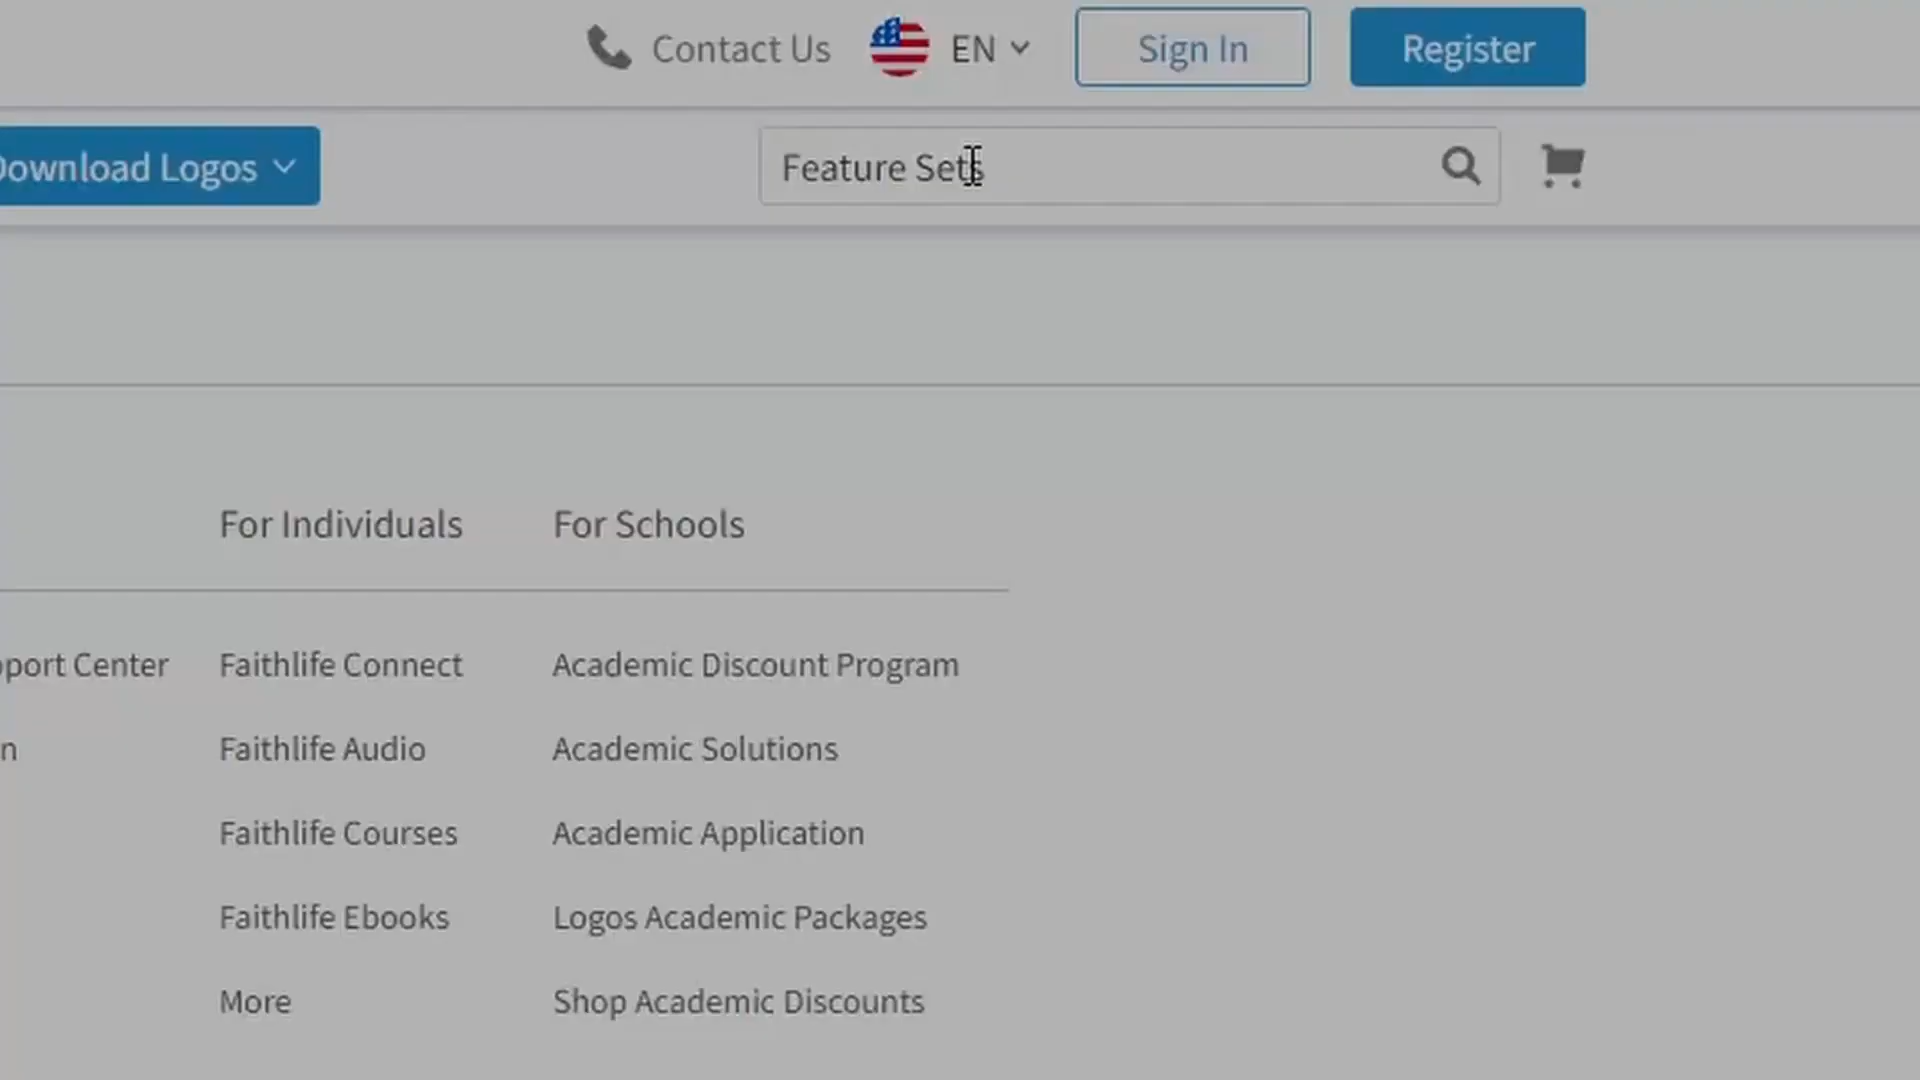 Contact Us EN Sign In Register
Download Logos Feature Sets
For Individuals For Schools
Faithlife Connect Academic Discount Program
Center
Faithlife Audio Academic Solutions
Faithlife Courses Academic Application
Faithlife Ebooks Logos Academic Packages
More Shop Academic Discounts